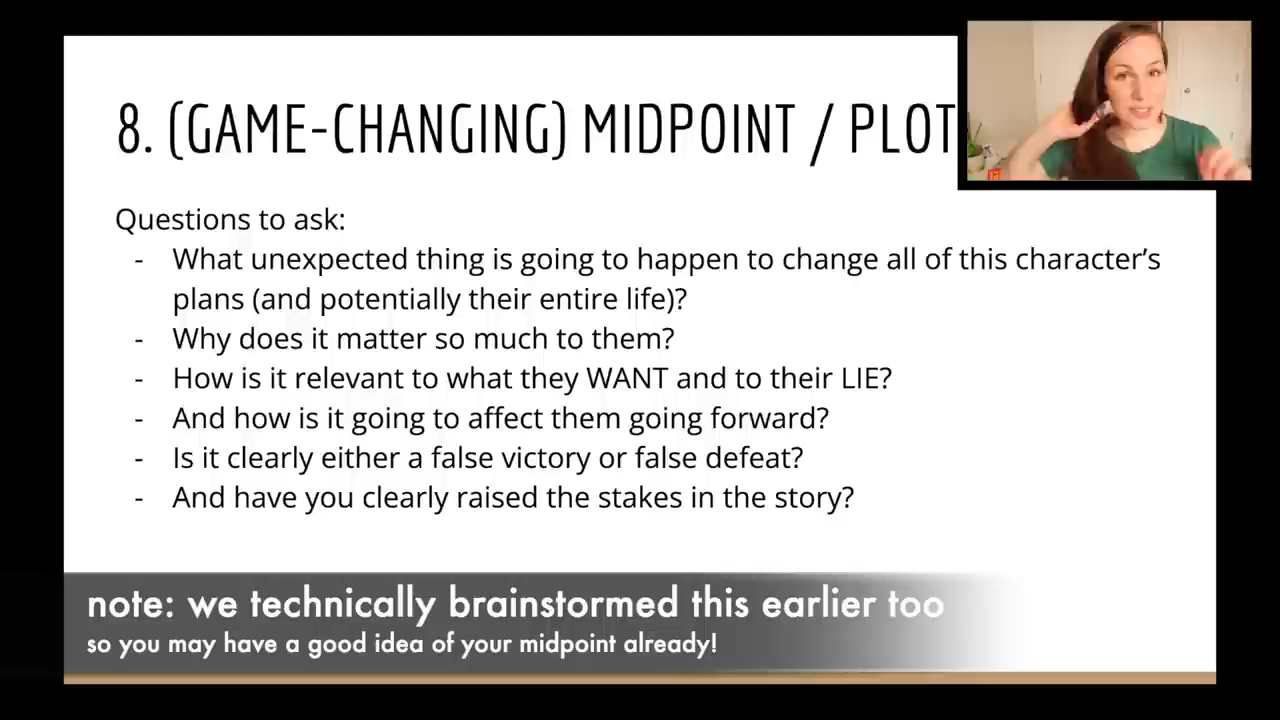 8. (GAME-CHANGING) MIDPOINT / PLOT
Questions to ask:
- What unexpected thing is going to happen to change all of this character's
plans (and potentially their entire life)?
- Why does it matter so much to them?
- How is it relevant to what they WANT and to their LIE?
- And how is it going to affect them going forward?
- Is it clearly either a false victory or false defeat?
- And have you clearly raised the stakes in the story?
note: we technically brainstormed this earlier too
so you may have a good idea of your midpoint already!